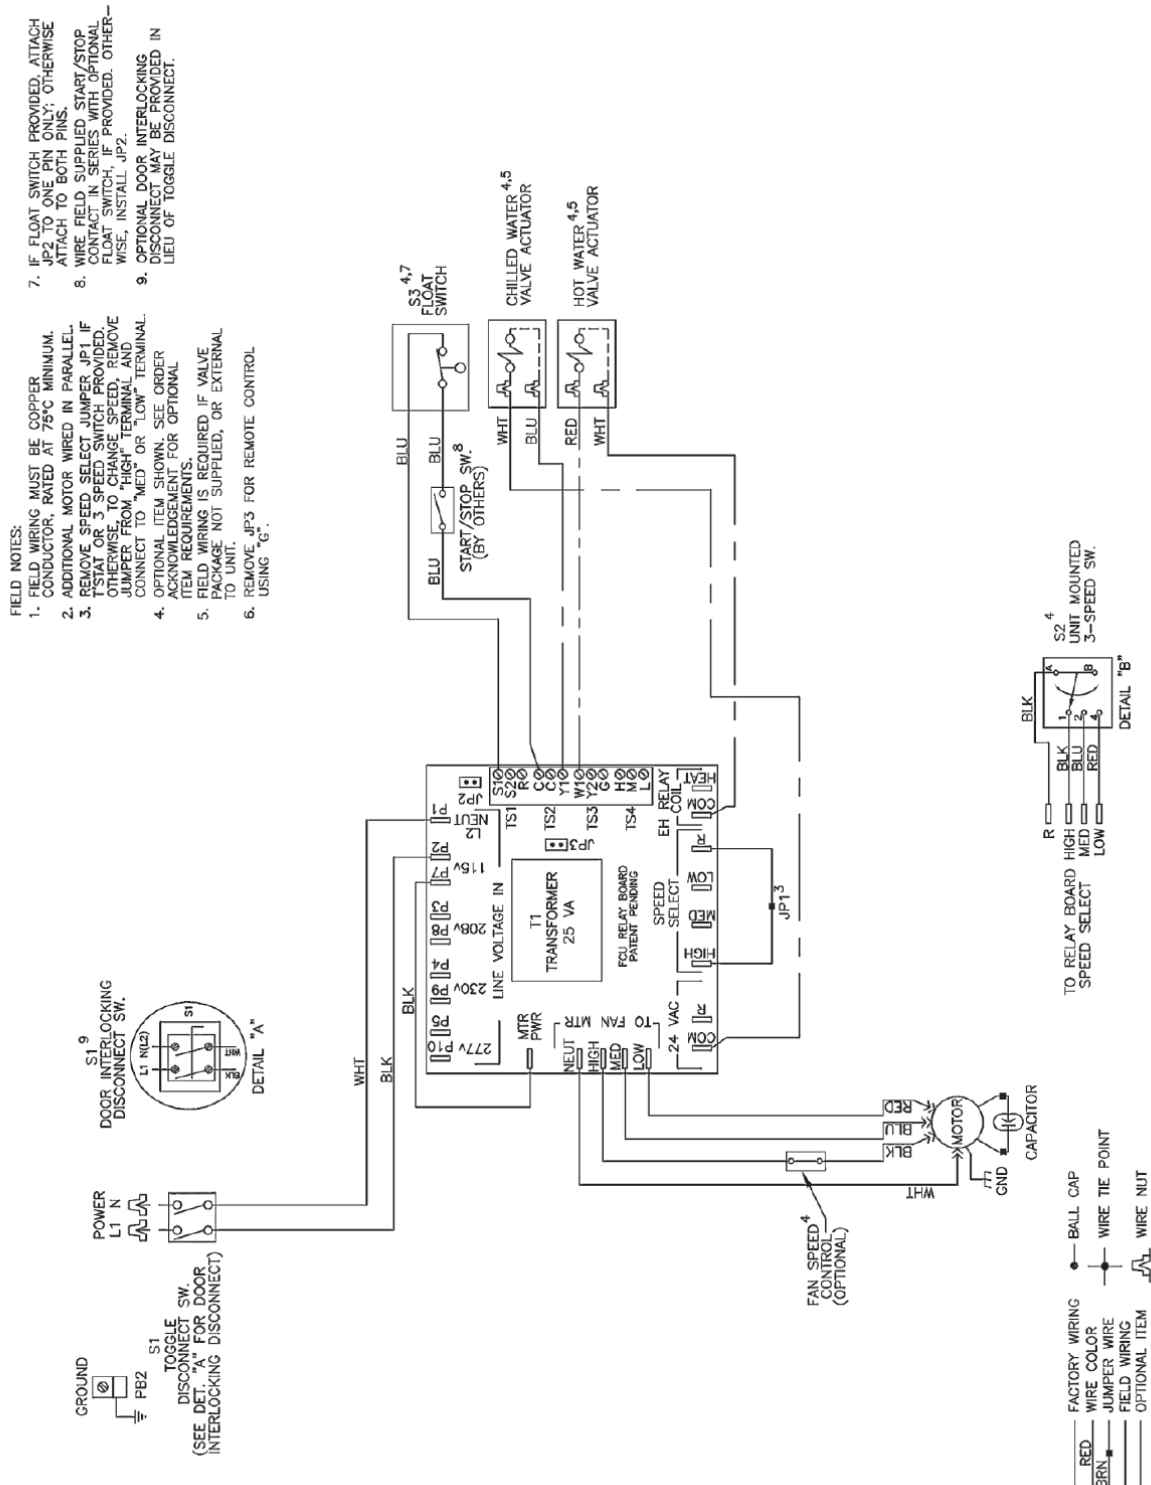 FIELD NOTES:
1. FIELD WIRING MUST BE COPPER
CONDUCTOR, RATED AT 75°C MINIMUM.
2. ADDITIONAL MOTOR WIRED IN PARALLEL.
3. REMOVE SPEED SELECT JUMPER JP1 IF
T'STAT OR 3 SPEED SWITCH PROVIDED.
OTHERWISE, TO CHANGE SPEED, REMOVE
JUMPER FROM "HIGH" TERMINAL AND
CONNECT TO "MED" OR "LOW" TERMINAL.
4. OPTIONAL ITEM SHOWN. SEE ORDER
ACKNOWLEDGEMENT FOR OPTIONAL
ITEM REQUIREMENTS.
5. FIELD WIRING IS REQUIRED IF VALVE
PACKAGE NOT SUPPLIED, OR EXTERNAL
TO UNIT.
6. REMOVE JP3 FOR REMOTE CONTROL
USING "G".
7. IF FLOAT SWITCH PROVIDED, ATTACH
JP2 TO ONE PIN ONLY; OTHERWISE
ATTACH TO BOTH PINS.
8. WIRE FIELD SUPPLIED START/STOP
CONTACT IN SERIES WITH OPTIONAL
FLOAT SWITCH, IF PROVIDED. OTHER-
WISE, INSTALL JP2.
9. OPTIONAL DOOR INTERLOCKING
DISCONNECT MAY BE PROVIDED IN
LIEU OF TOGGLE DISCONNECT.
GROUND
PB2
S1
TOGGLE
DISCONNECT SW.
(SEE DET. "A" FOR DOOR
INTERLOCKING DISCONNECT)
POWER
L1 N
S1 9
DOOR INTERLOCKING
DISCONNECT SW.
L1 N(L2)
S1
BLK WHT
DETAIL "A"
WHT
BLK
BLK
S3 4,7
FLOAT
SWITCH
BLU
BLU
BLU
START/STOP SW. 8
(BY OTHERS)
CHILLED WATER 4,5
VALVE ACTUATOR
WHT
BLU
HOT WATER 4,5
VALVE ACTUATOR
RED
WHT
P10 P5 P9 P4 P8 P3 P7 P2 P1
277v 230v 208v 115v
L2 NEUT
LINE VOLTAGE IN
JP2
JP3
MTR
PWR
T1
TRANSFORMER
25 VA
FCU RELAY BOARD
PATENT PENDING
TS1 TS2 TS3 TS4
S1
S2
R
C
C
Y1
W1
Y2
G
H
M
L
NEUT
HIGH
MED
LOW
TO FAN MTR
24 VAC
COM R
SPEED
SELECT
HIGH MED LOW R
EH RELAY
COIL
COM HEAT
JP1 3
RED
BLU
BLK
WHT
MOTOR
CAPACITOR
GND
FAN SPEED 4
CONTROL
(OPTIONAL)
S2 4
UNIT MOUNTED
3-SPEED SW.
BLK
A
B
1
2
4
BLK
BLU
RED
R
HIGH
MED
LOW
TO RELAY BOARD
SPEED SELECT
DETAIL "B"
FACTORY WIRING
RED WIRE COLOR
BRN JUMPER WIRE
FIELD WIRING
OPTIONAL ITEM
BALL CAP
WIRE TIE POINT
WIRE NUT